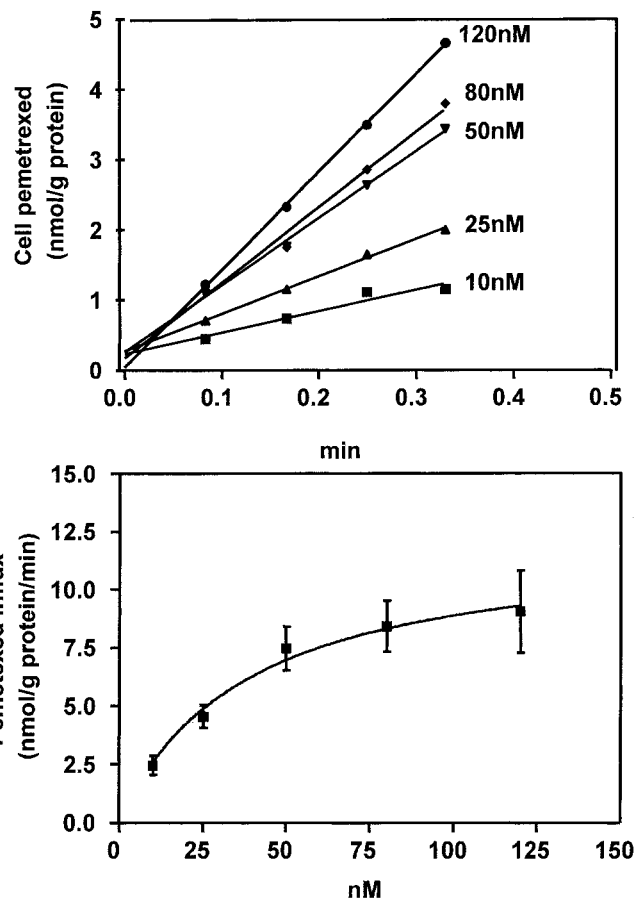 5
4
3
2
1
0
Cell pemetrexed
(nmol/g protein)
120nM
80nM
50nM
25nM
10nM
0.0 0.1 0.2 0.3 0.4 0.5
min
15.0
12.5
10.0
7.5
5.0
2.5
0.0
(nmol/g protein/min)
0 25 50 75 100 125 150
nM